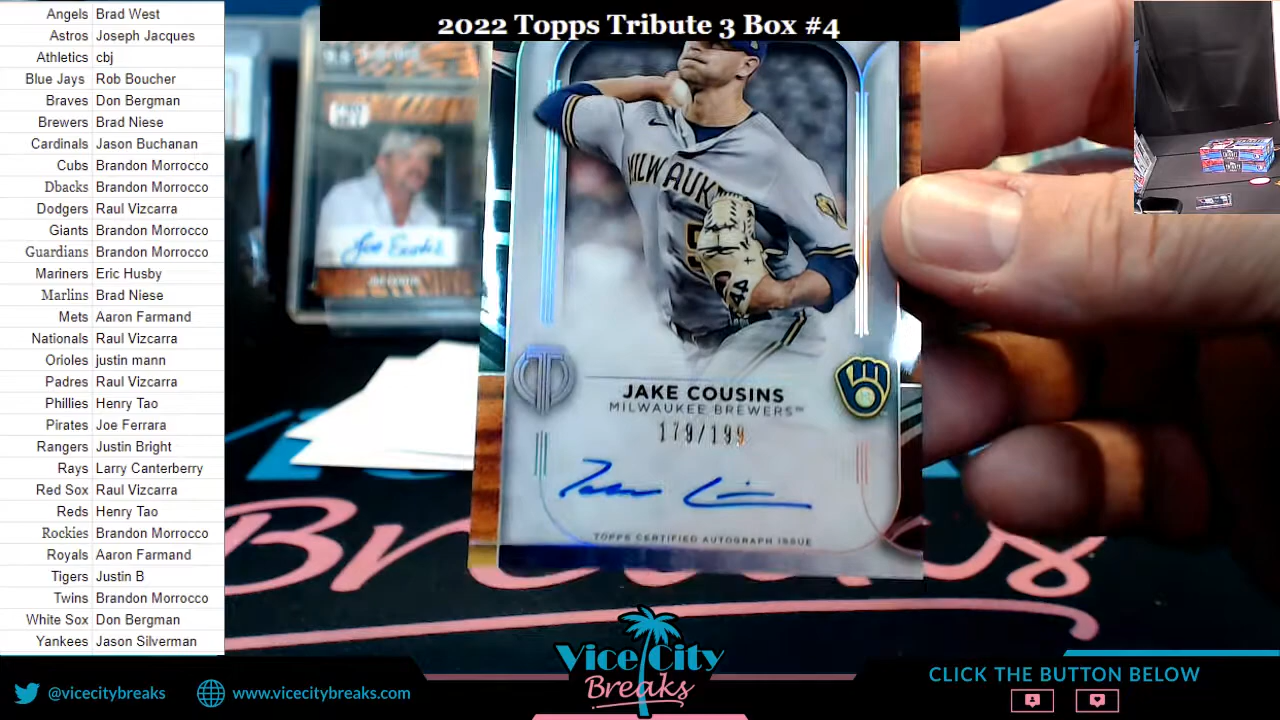 2022 Topps Tribute 3 Box #4
Angels Brad West
Astros Joseph Jacques
Athletics cbj
Blue Jays Rob Boucher
Braves Don Bergman
Brewers Brad Niese
Cardinals Jason Buchanan
Cubs Brandon Morrocco
Dbacks Brandon Morrocco
Dodgers Raul Vizcarra
Giants Brandon Morrocco
Guardians Brandon Morrocco
Mariners Eric Husby
Marlins Brad Niese
Mets Aaron Farmand
Nationals Raul Vizcarra
Orioles justin mann
Padres Raul Vizcarra
Phillies Henry Tao
Pirates Joe Ferrara
Rangers Justin Bright
Rays Larry Canterberry
Red Sox Raul Vizcarra
Reds Henry Tao
Rockies Brandon Morrocco
Royals Aaron Farmand
Tigers Justin B
Twins Brandon Morrocco
White Sox Don Bergman
Yankees Jason Silverman
MILWAUK
44
JAKE COUSINS
MILWAUKEE BREWERS™
179/199
TOPPS CERTIFIED AUTOGRAPH ISSUE
Vice City
Breaks
@vicecitybreaks
www.vicecitybreaks.com
CLICK THE BUTTON BELOW